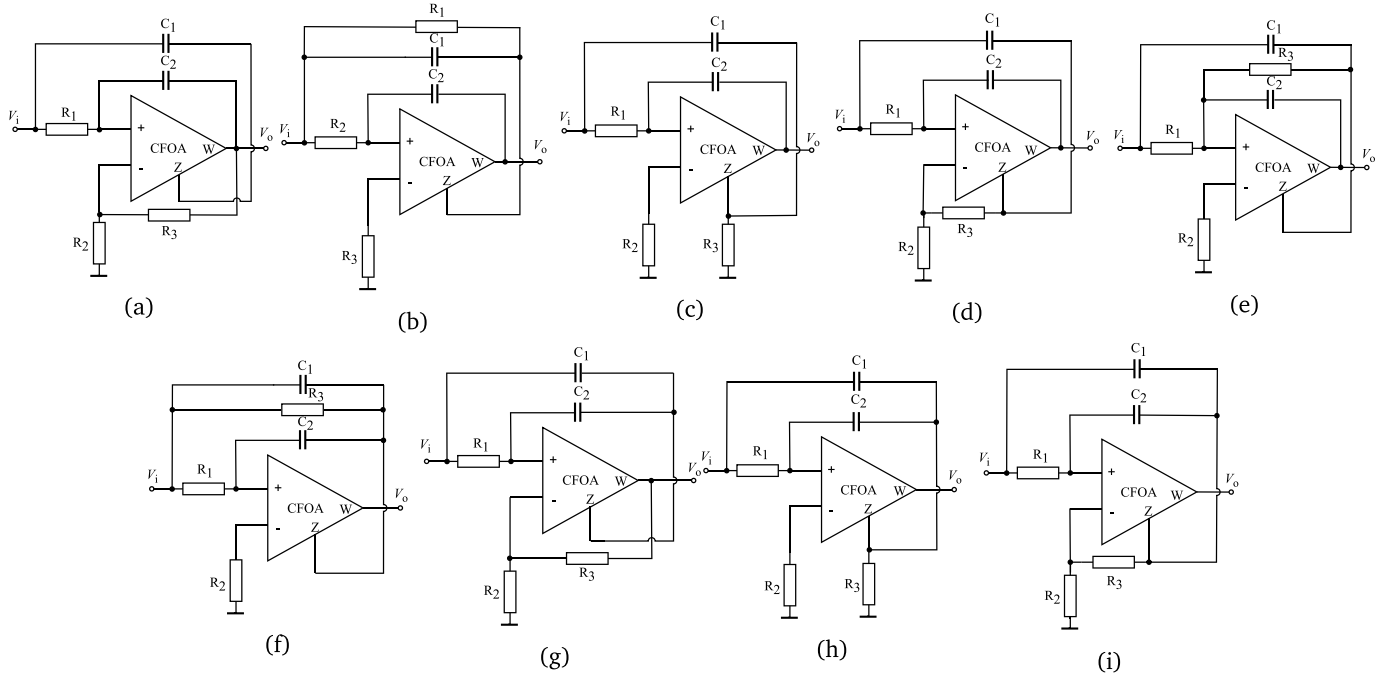 C1
C2
Vi
R1
+
CFOA
W
Vo
Z
-
R2
R3
(a)
R1
C1
C2
Vi
R2
+
CFOA
W
Vo
Z
-
R3
(b)
C1
C2
R1
+
CFOA
W
Vo
Z
-
R2
R3
(c)
C1
C2
Vi
R1
+
CFOA
W
Vo
Z
-
R3
R2
(d)
C1
R3
C2
Vi
R1
+
CFOA
W
Vo
Z
-
R2
(e)
C1
R3
C2
Vi
R1
+
CFOA
W
Vo
Z
-
R2
(f)
C1
C2
Vi
R1
+
CFOA
W
Vo
Z
-
R3
R2
(g)
C1
C2
Vi
R1
+
CFOA
W
Vo
Z
-
R2
R3
(h)
C1
C2
Vi
R1
+
CFOA
W
Vo
Z
-
R3
R2
(i)